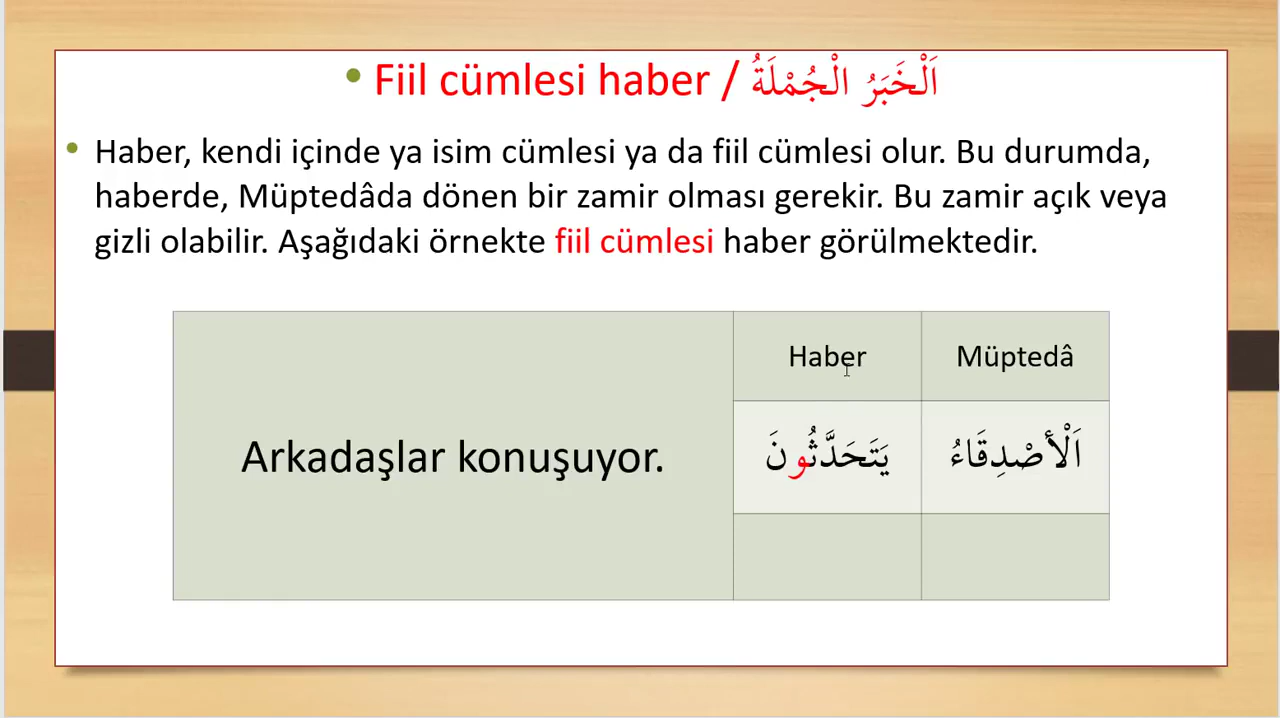 • Fiil cümlesi haber / اَلْخَبَرُ الْجُمْلَةُ
• Haber, kendi içinde ya isim cümlesi ya da fiil cümlesi olur. Bu durumda,
haberde, Müptedâda dönen bir zamir olması gerekir. Bu zamir açık veya
gizli olabilir. Aşağıdaki örnekte fiil cümlesi haber görülmektedir.
Haber Müptedâ
Arkadaşlar konuşuyor.
يَتَحَدَّثُونَ
اَلْأصْدِقَاءُ